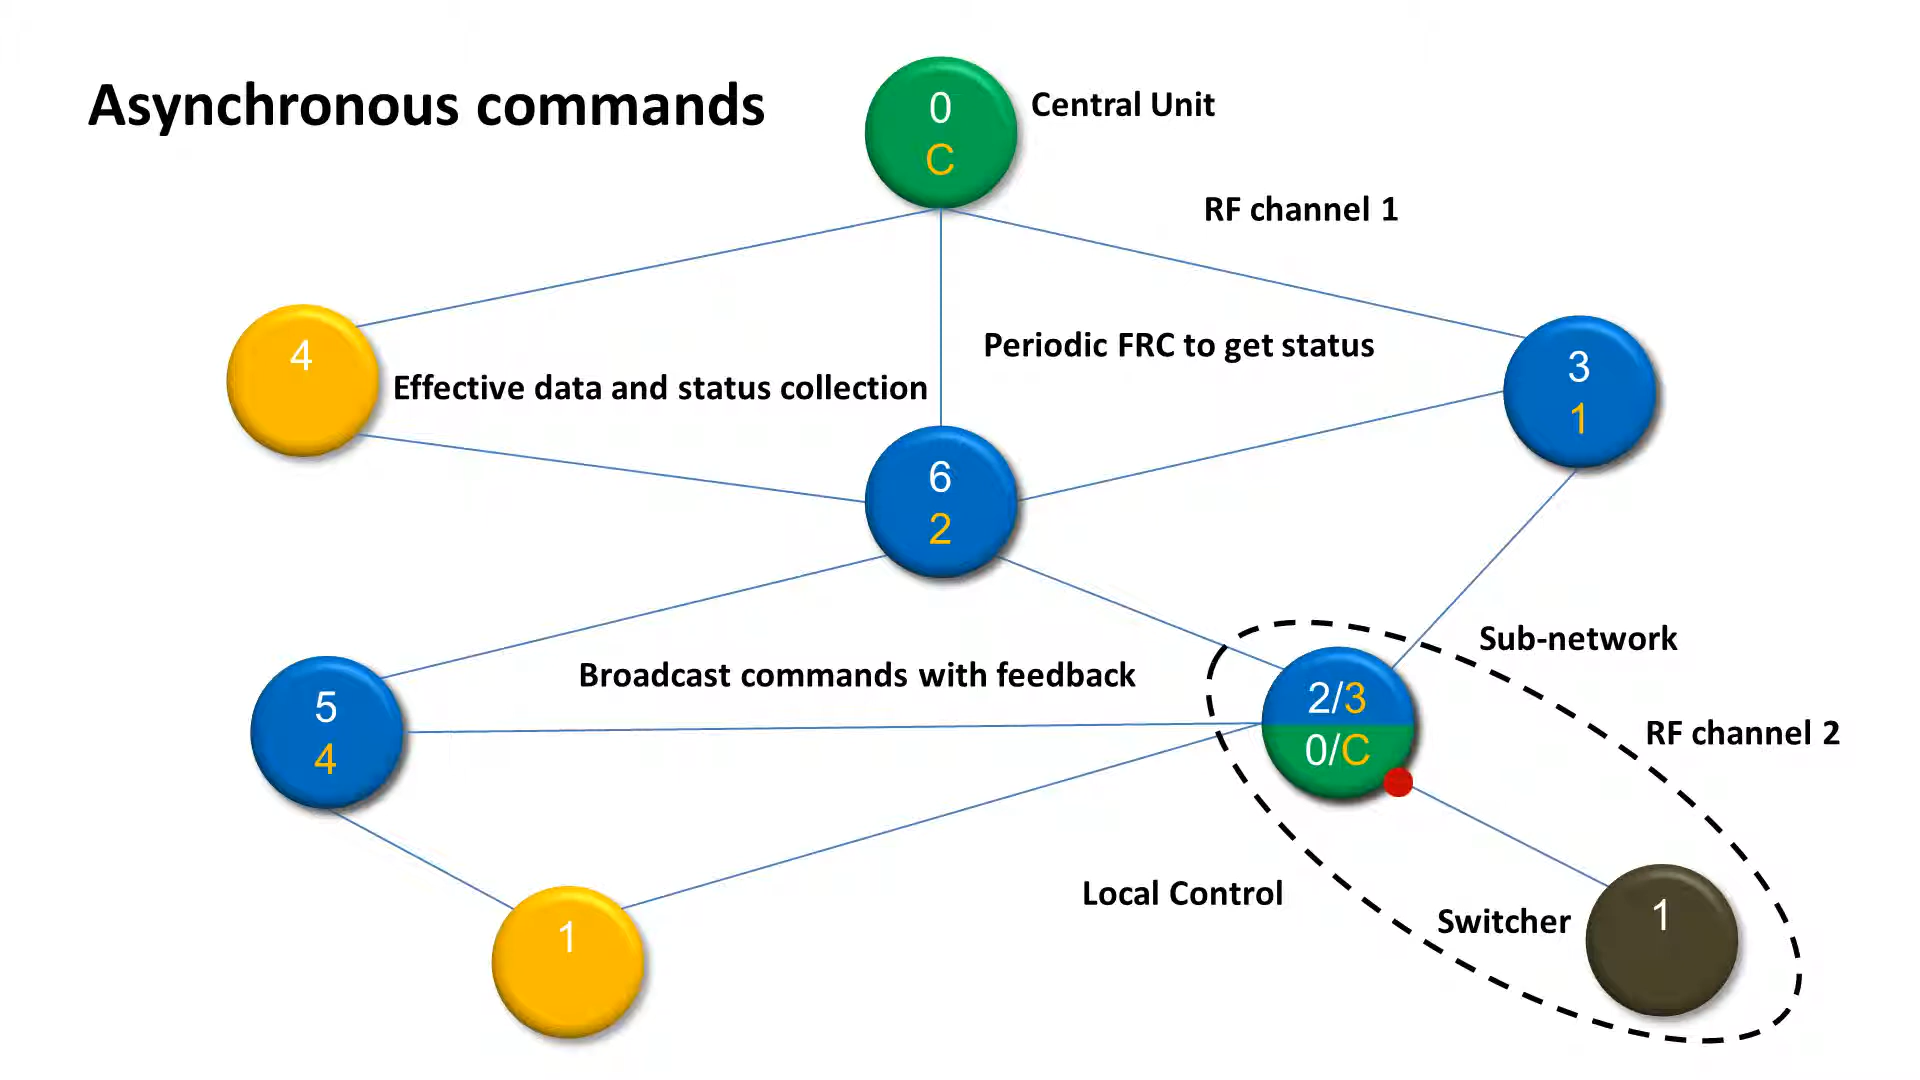 Asynchronous commands
0
C
Central Unit
RF channel 1
4
Effective data and status collection
Periodic FRC to get status
3
1
6
2
Sub-network
5
4
Broadcast commands with feedback
2/3
0/C
RF channel 2
Local Control
Switcher
1
1